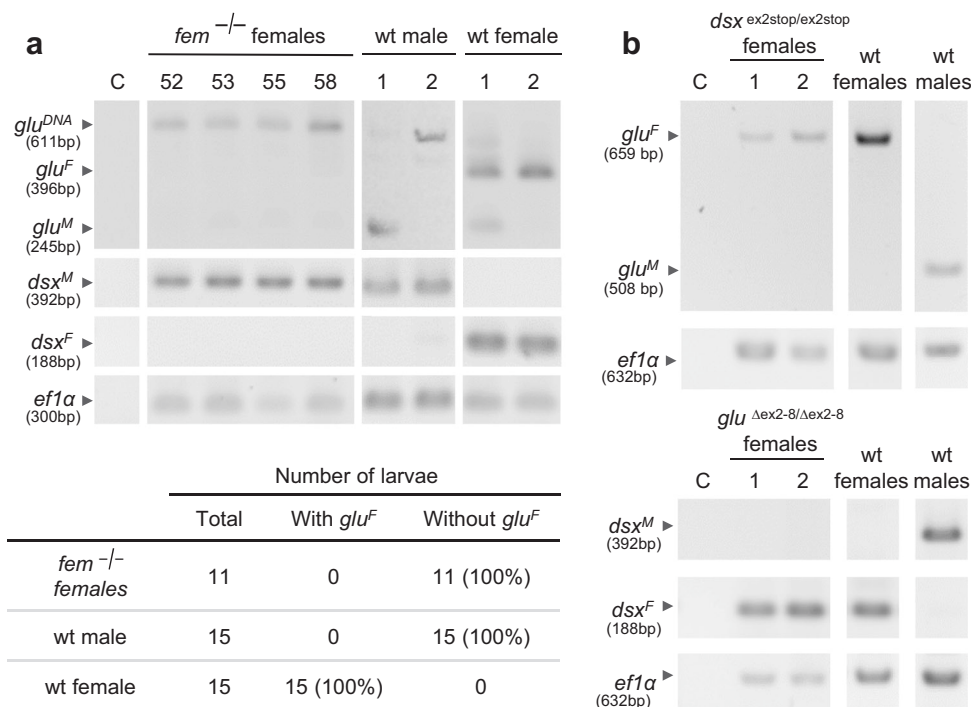 a
fem −/− females
wt male
wt female
C 52 53 55 58 1 2 1 2
glu^DNA
(611bp)
glu^F
(396bp)
glu^M
(245bp)
dsx^M
(392bp)
dsx^F
(188bp)
ef1α
(300bp)
Number of larvae
Total With glu^F Without glu^F
fem −/−
females
11 0 11 (100%)
wt male 15 0 15 (100%)
wt female 15 15 (100%) 0
b
dsx ex2stop/ex2stop
females
wt
females
wt
males
C 1 2
glu^F
(659 bp)
glu^M
(508 bp)
ef1α
(632bp)
glu Δex2-8/Δex2-8
females
wt
females
wt
males
C 1 2
dsx^M
(392bp)
dsx^F
(188bp)
ef1α
(632bp)